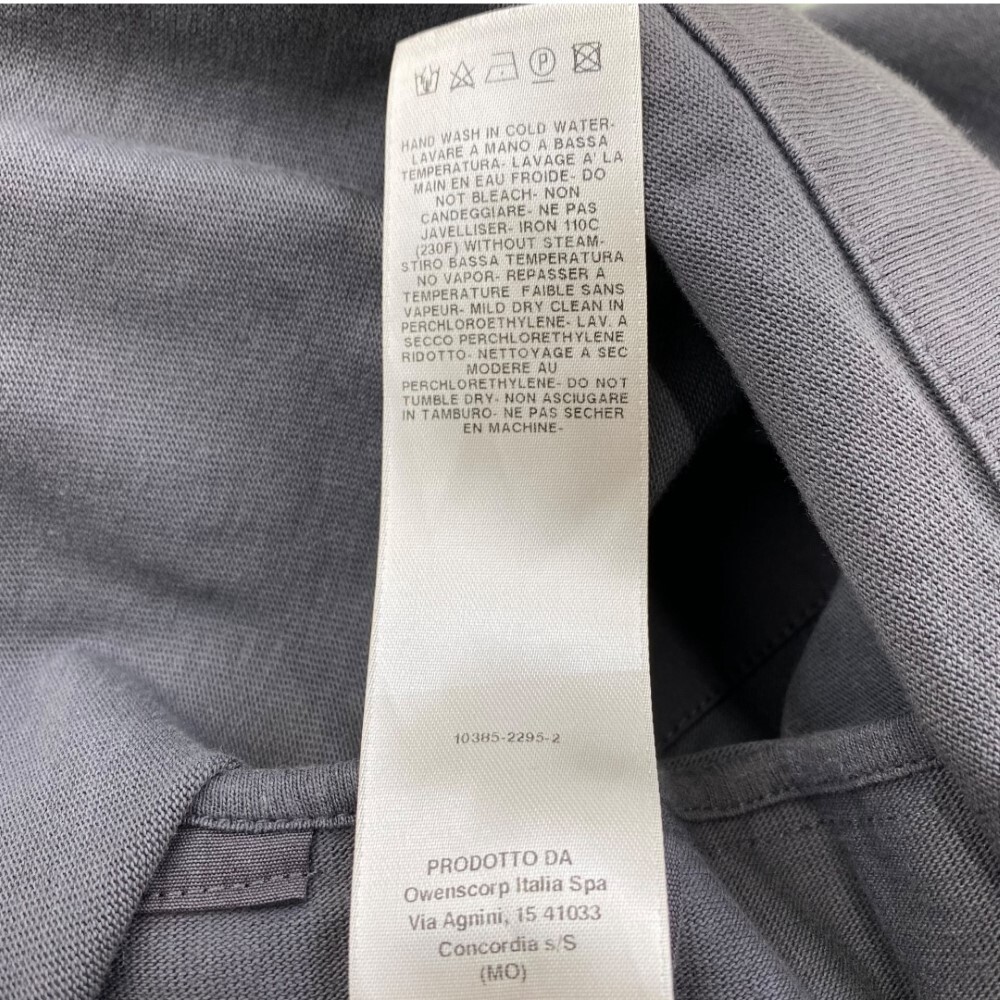 P
HAND WASH IN COLD WATER-
LAVARE A MANO A BASSA
TEMPERATURA- LAVAGE A' LA
MAIN EN EAU FROIDE- DO
NOT BLEACH- NON
CANDEGGIARE- NE PAS
JAVELLISER- IRON 110C
(230F) WITHOUT STEAM-
STIRO BASSA TEMPERATURA
NO VAPOR- REPASSER A
TEMPERATURE FAIBLE SANS
VAPEUR- MILD DRY CLEAN IN
PERCHLOROETHYLENE- LAV. A
SECCO PERCHLORETHYLENE
RIDOTTO- NETTOYAGE A SEC
MODERE AU
PERCHLORETHYLENE- DO NOT
TUMBLE DRY- NON ASCIUGARE
IN TAMBURO- NE PAS SECHER
EN MACHINE-
10385-2295-2
PRODOTTO DA
Owenscorp Italia Spa
Via Agnini, 15 41033
Concordia s/S
(MO)